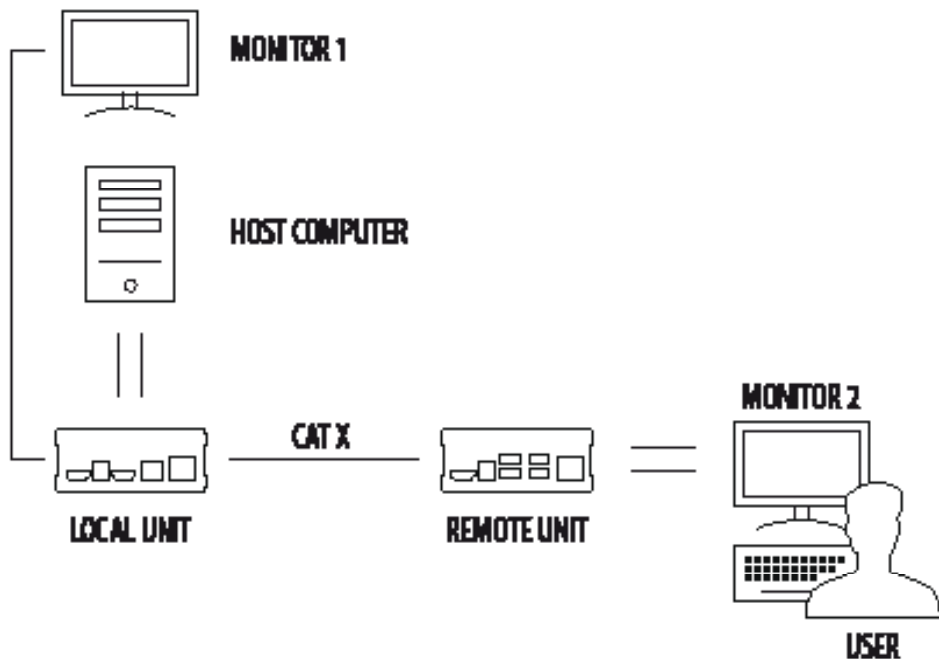 MONITOR 1
HOST COMPUTER
MONITOR 2
CAT X
LOCAL UNIT
REMOTE UNIT
USER